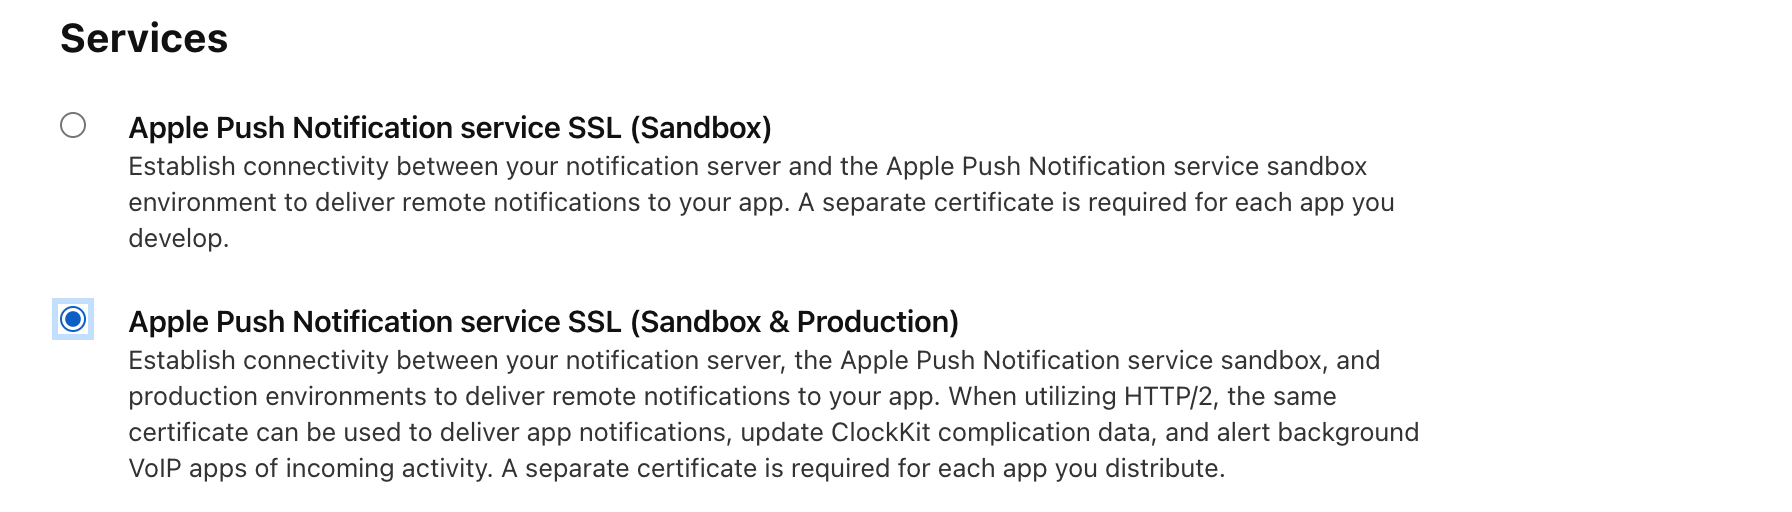 Services
Apple Push Notification service SSL (Sandbox)
Establish connectivity between your notification server and the Apple Push Notification service sandbox
environment to deliver remote notifications to your app. A separate certificate is required for each app you
develop.
Apple Push Notification service SSL (Sandbox & Production)
Establish connectivity between your notification server, the Apple Push Notification service sandbox, and
production environments to deliver remote notifications to your app. When utilizing HTTP/2, the same
certificate can be used to deliver app notifications, update ClockKit complication data, and alert background
VoIP apps of incoming activity. A separate certificate is required for each app you distribute.